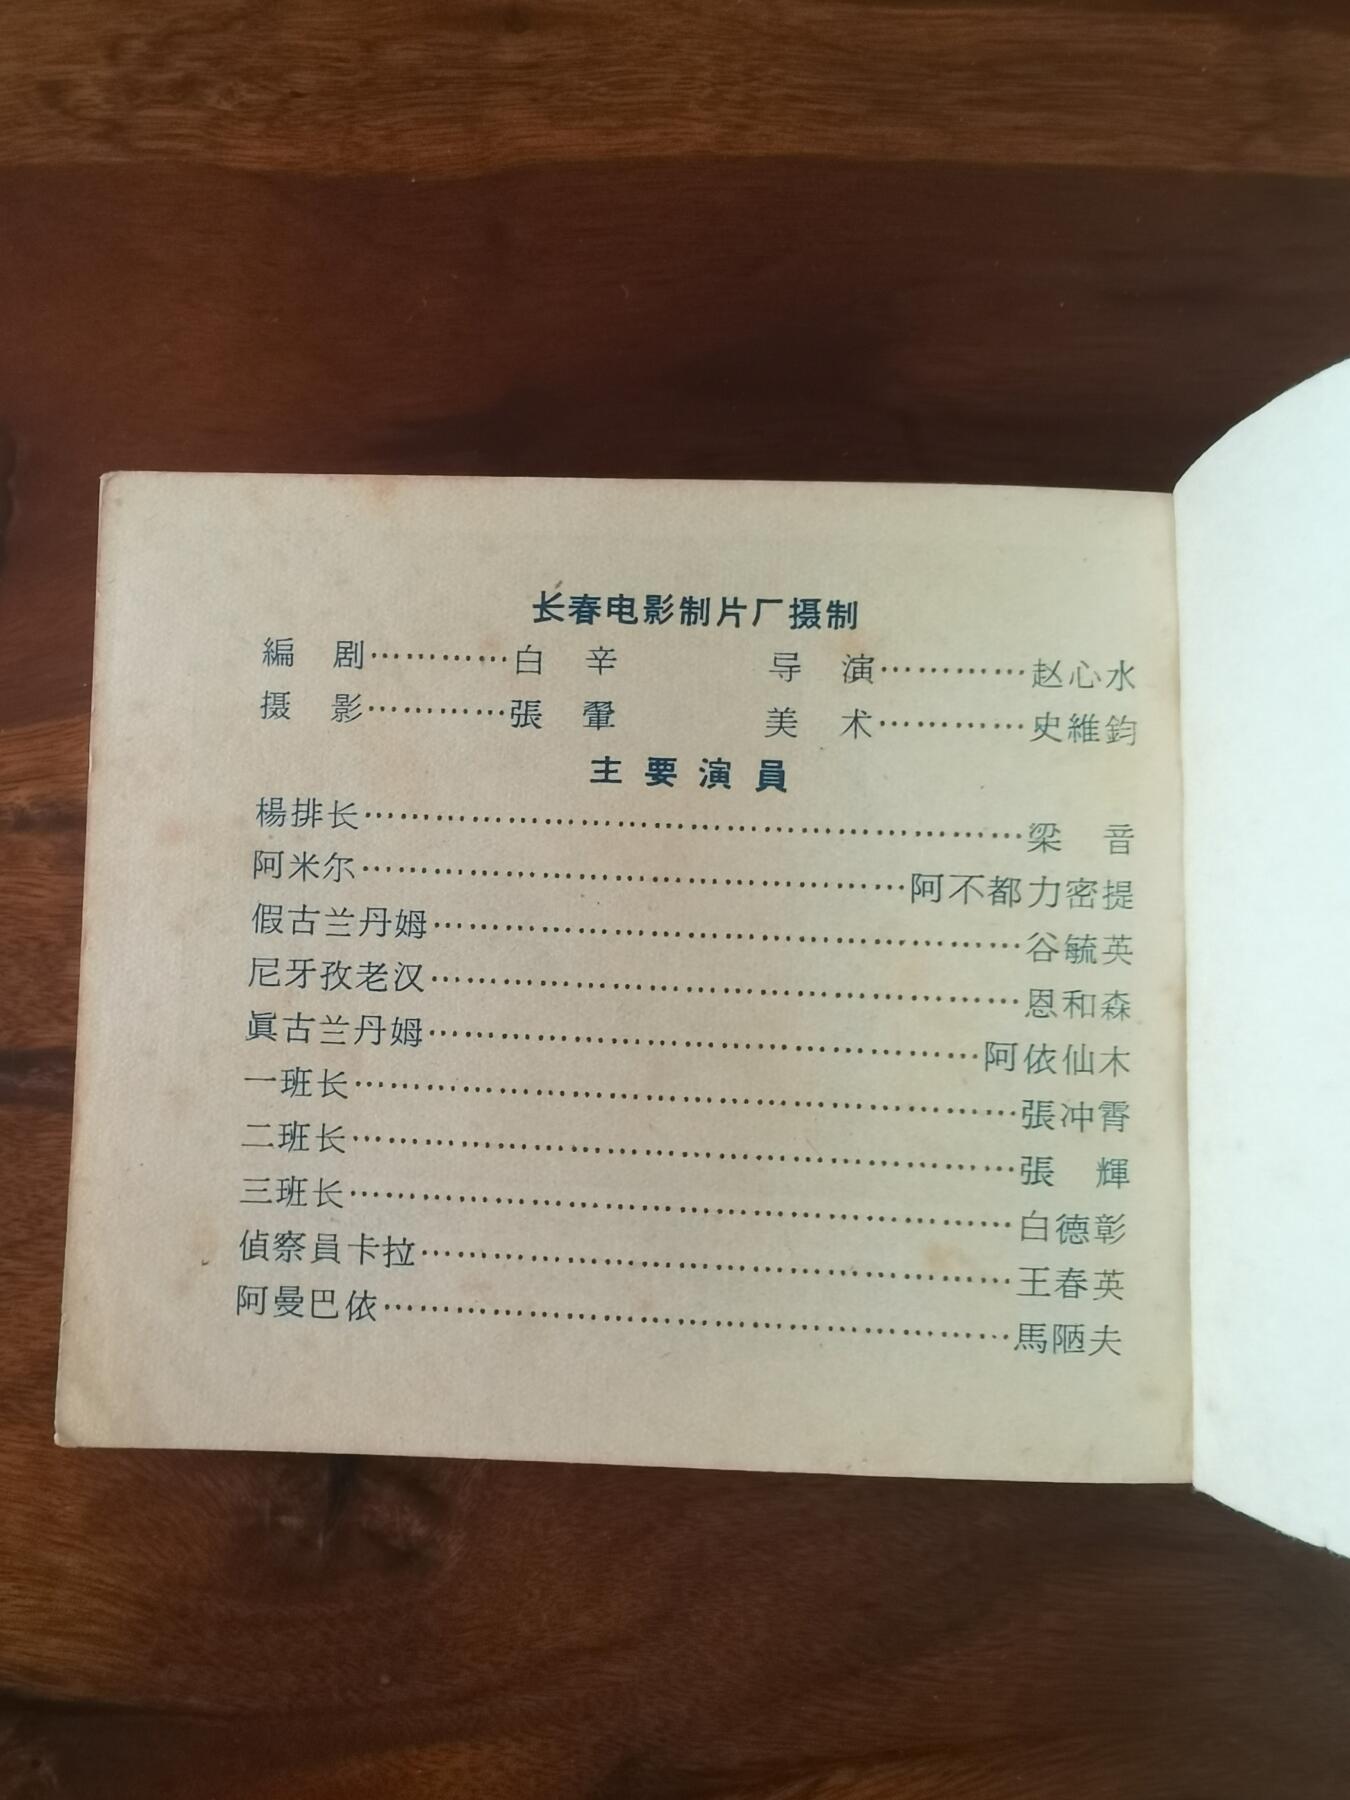 长春电影制片厂摄制
編　剧…………白　辛　　　　导　演…………赵心水
摄　影…………張　翬　　　　美　术…………史維鈞
主要演員
楊排长……………………………………………………梁　音
阿米尔…………………………………………阿不都力密提
假古兰丹姆………………………………………………谷毓英
尼牙孜老汉………………………………………………恩和森
眞古兰丹姆……………………………………………阿依仙木
一班长……………………………………………………張冲霄
二班长……………………………………………………張　輝
三班长……………………………………………………白德彰
偵察員卡拉………………………………………………王春英
阿曼巴依…………………………………………………馬陋夫